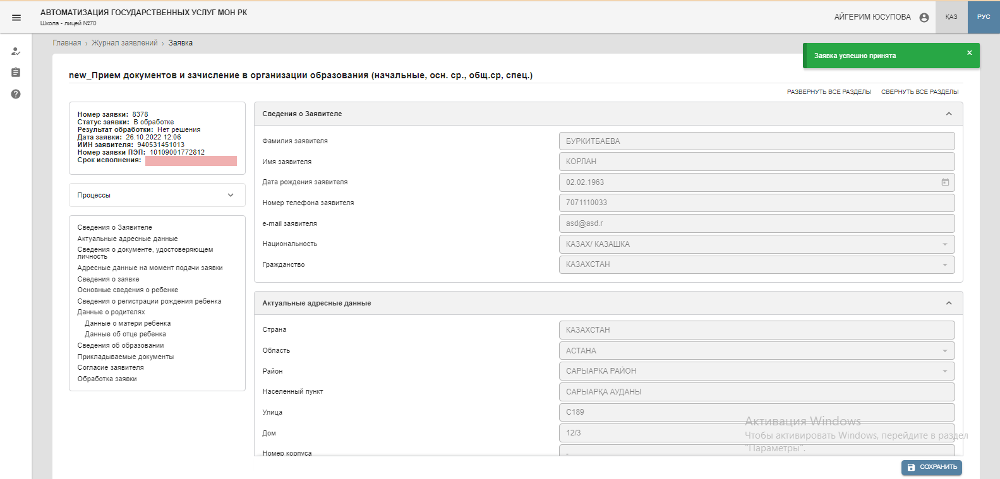 АВТОМАТИЗАЦИЯ ГОСУДАРСТВЕННЫХ УСЛУГ МОН РК
Школа - лицей №70
АЙГЕРИМ ЮСУПОВА
ҚАЗ
РУС
Главная › Журнал заявлений › Заявка
Заявка успешно принята
×
new_Прием документов и зачисление в организации образования (начальные, осн. ср., общ.ср, спец.)
РАЗВЕРНУТЬ ВСЕ РАЗДЕЛЫ СВЕРНУТЬ ВСЕ РАЗДЕЛЫ
Номер заявки: 8378
Статус заявки: В обработке
Результат обработки: Нет решения
Дата заявки: 26.10.2022 12:06
ИИН заявителя: 940531451013
Номер заявки ПЭП: 10109001772812
Срок исполнения:
Процессы
Сведения о Заявителе
Актуальные адресные данные
Сведения о документе, удостоверяющем
личность
Адресные данные на момент подачи заявки
Сведения о заявке
Основные сведения о ребенке
Сведения о регистрации рождения ребенка
Данные о родителях
Данные о матери ребенка
Данные об отце ребенка
Сведения об образовании
Прикладываемые документы
Согласие заявителя
Обработка заявки
Сведения о Заявителе
Фамилия заявителя БУРКИТБАЕВА
Имя заявителя КОРЛАН
Дата рождения заявителя 02.02.1963
Номер телефона заявителя 7071110033
e-mail заявителя asd@asd.r
Национальность КАЗАХ/ КАЗАШКА
Гражданство КАЗАХСТАН
Актуальные адресные данные
Страна КАЗАХСТАН
Область АСТАНА
Район САРЫАРКА РАЙОН
Населенный пункт САРЫАРҚА АУДАНЫ
Улица С189
Дом 12/3
Номер корпуса -
Активация Windows
Чтобы активировать Windows, перейдите в раздел
"Параметры".
СОХРАНИТЬ